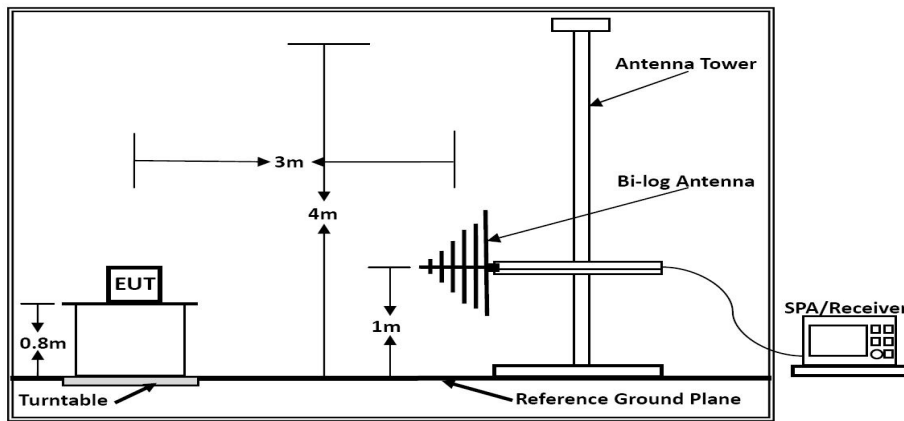 Antenna Tower
3m
Bi-log Antenna
4m
EUT
SPA/Receiver
0.8m
1m
Turntable
Reference Ground Plane